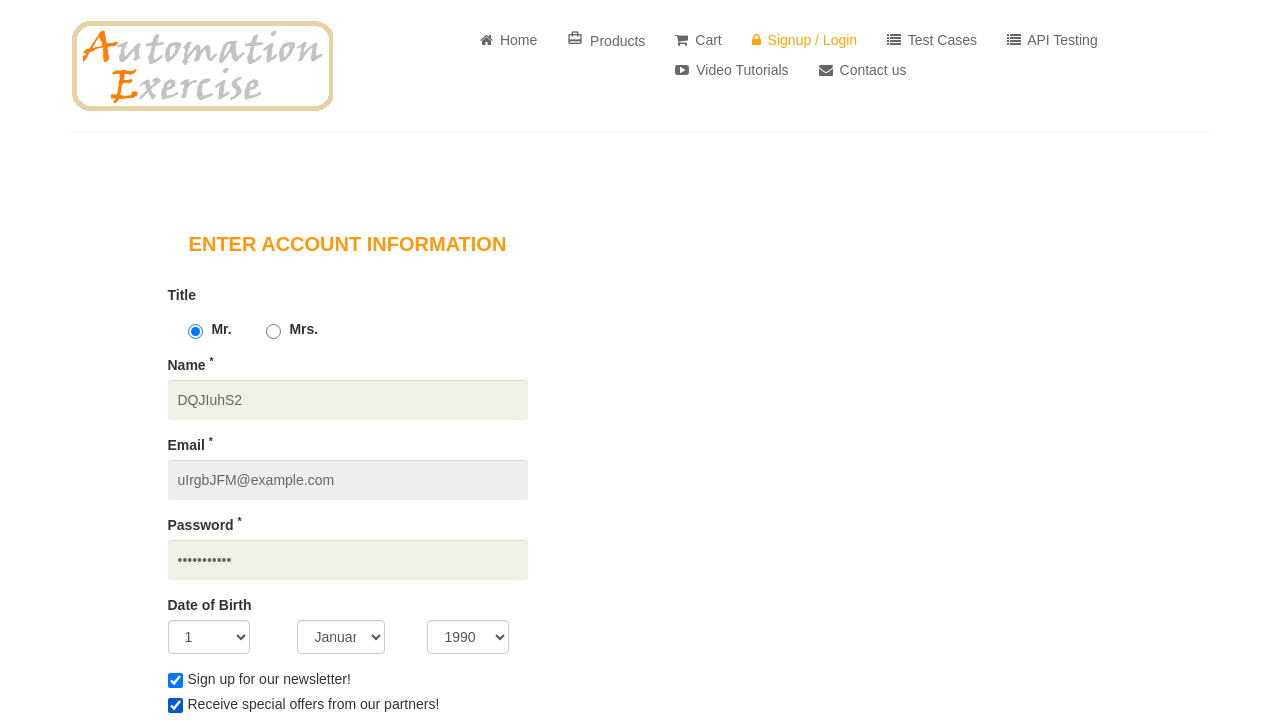 Automation
Exercise
Home
Products
Cart
Signup / Login
Test Cases
API Testing
Video Tutorials
Contact us
ENTER ACCOUNT INFORMATION
Title
Mr. Mrs.
Name *
DQJIuhS2
Email *
uIrgbJFM@example.com
Password *
•••••••••••
Date of Birth
1 Januar 1990
Sign up for our newsletter!
Receive special offers from our partners!